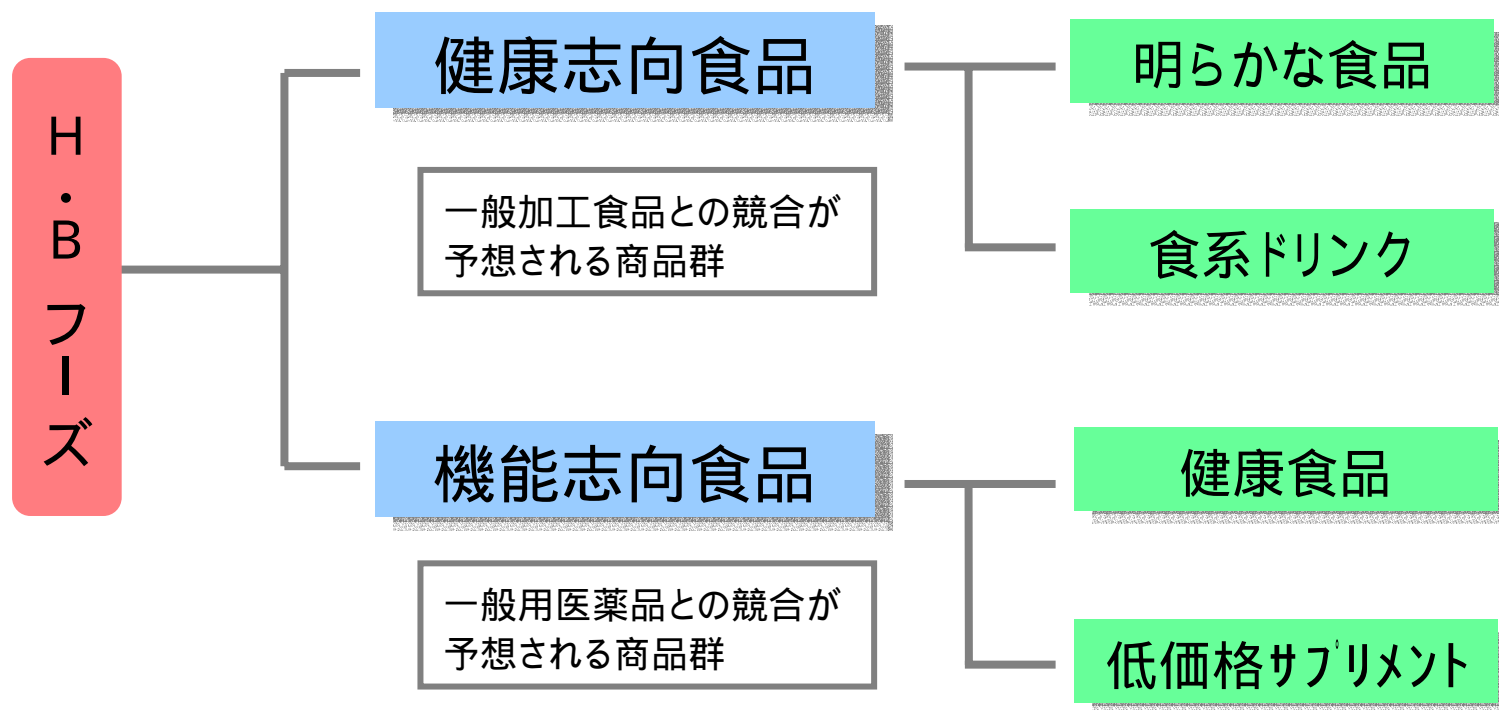 H・Bフーズ
健康志向食品
一般加工食品との競合が
予想される商品群
明らかな食品
食系ドリンク
機能志向食品
一般用医薬品との競合が
予想される商品群
健康食品
低価格サプリメント